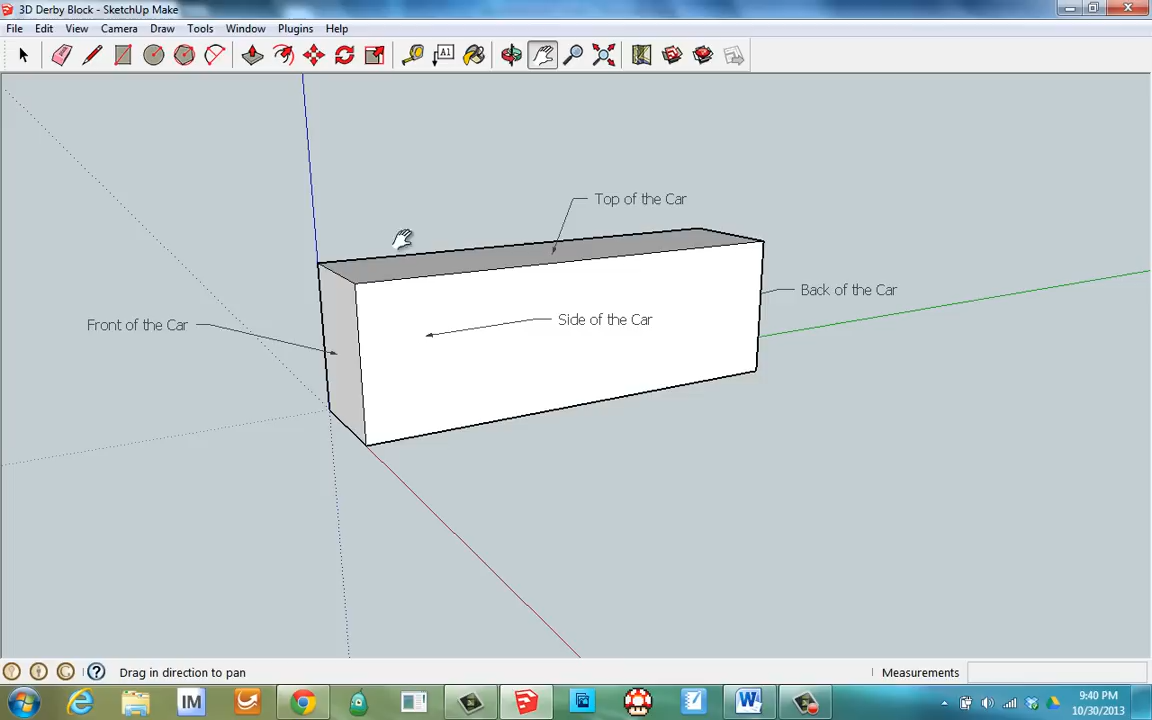 3D Derby Block - SketchUp Make
File Edit View Camera Draw Tools Window Plugins Help
A1
Top of the Car
Back of the Car
Side of the Car
Front of the Car
Drag in direction to pan
Measurements
IM
9:40 PM
10/30/2013